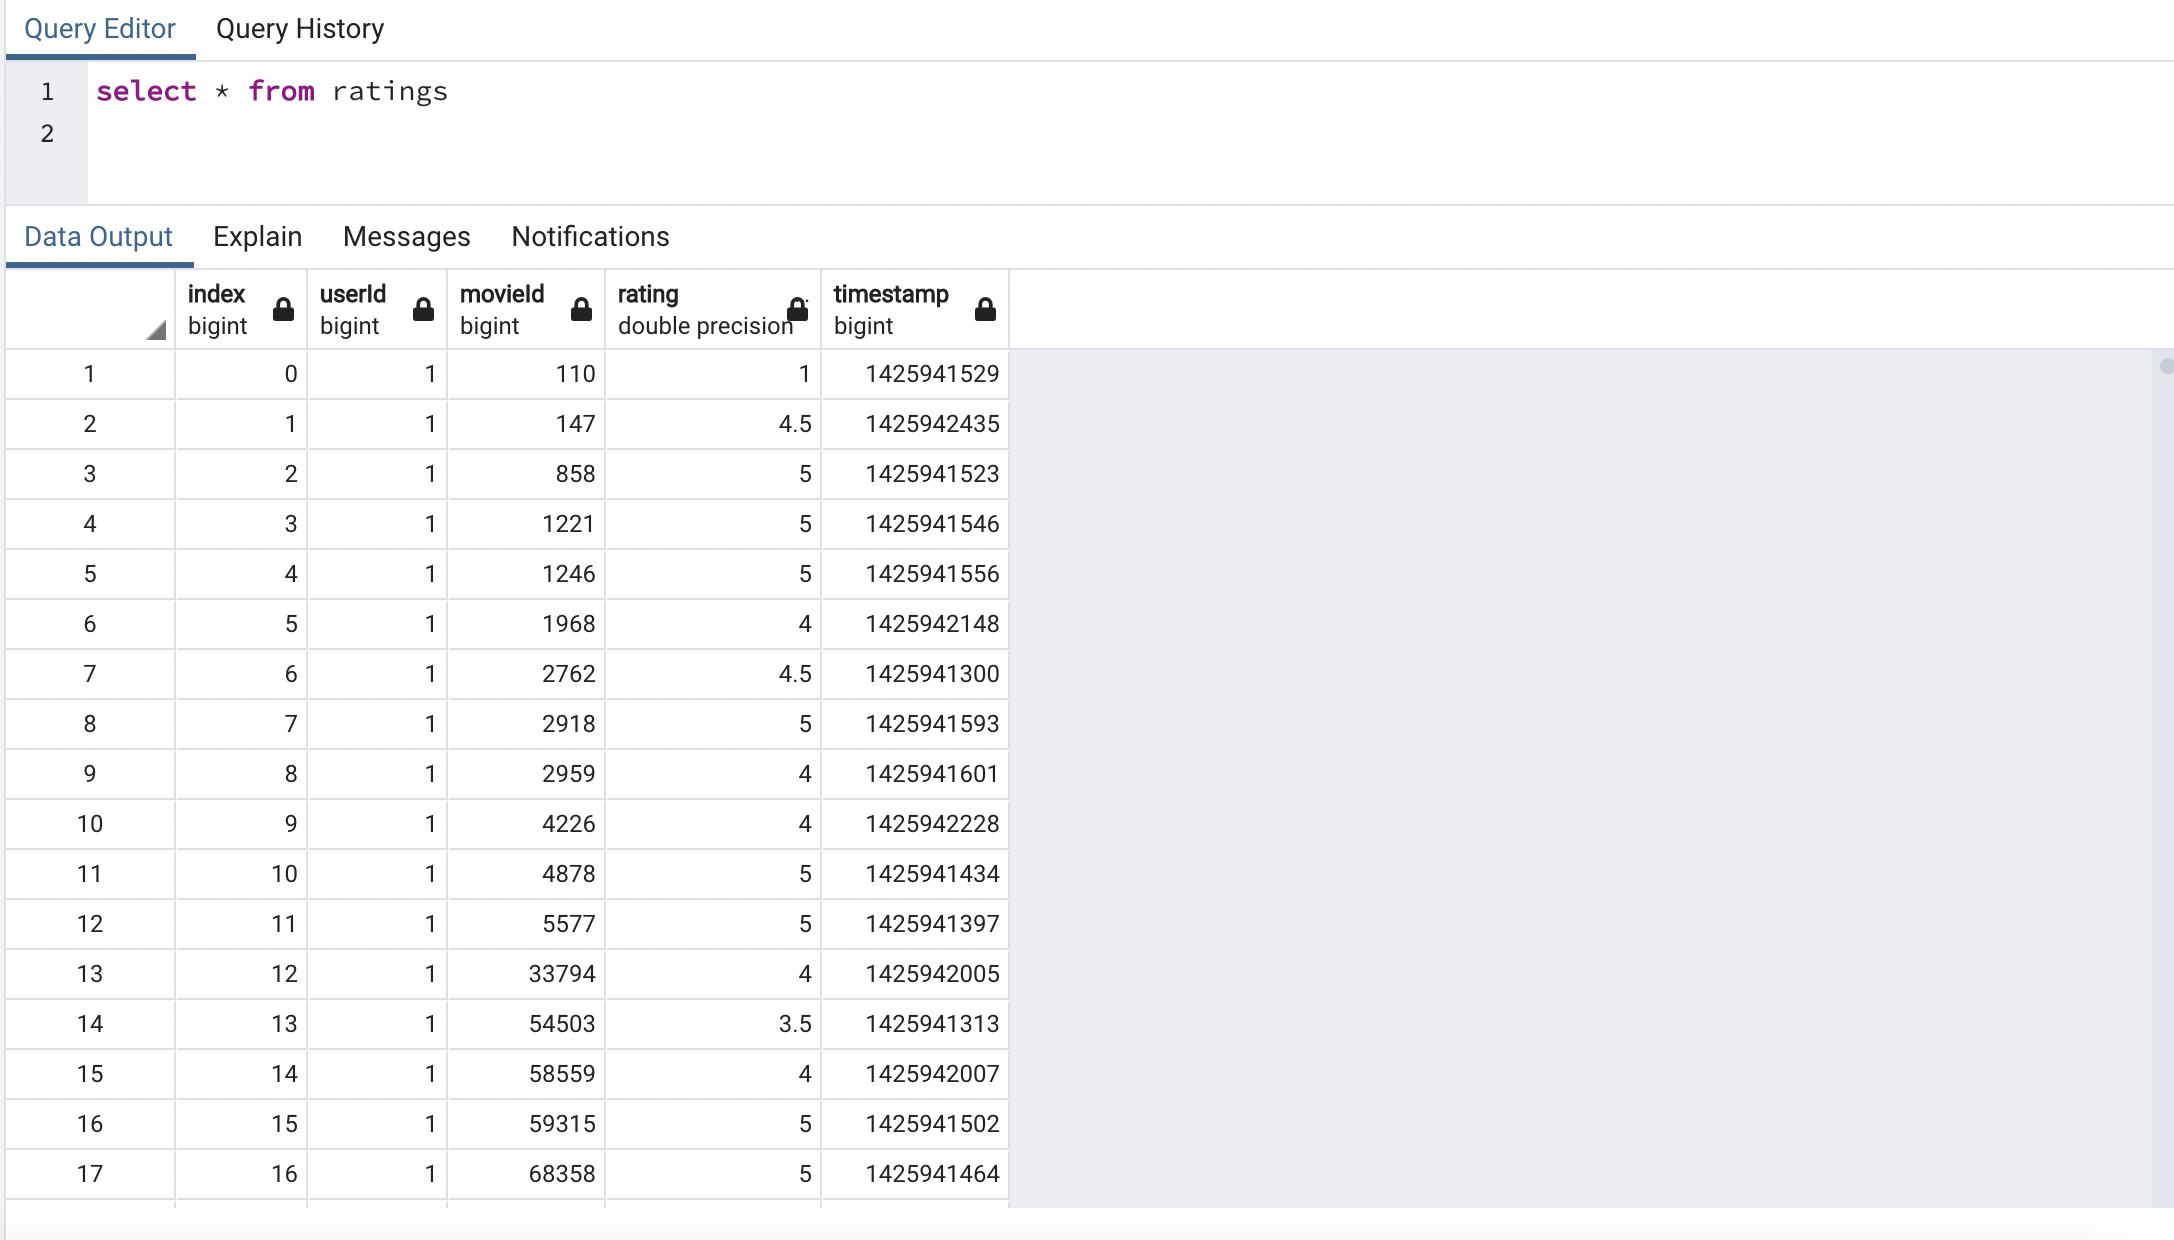 Query Editor Query History
1 select * from ratings
2
Data Output Explain Messages Notifications
index userId movieId rating timestamp
bigint bigint bigint double precision bigint
1 0 1 110 1 1425941529
2 1 1 147 4.5 1425942435
3 2 1 858 5 1425941523
4 3 1 1221 5 1425941546
5 4 1 1246 5 1425941556
6 5 1 1968 4 1425942148
7 6 1 2762 4.5 1425941300
8 7 1 2918 5 1425941593
9 8 1 2959 4 1425941601
10 9 1 4226 4 1425942228
11 10 1 4878 5 1425941434
12 11 1 5577 5 1425941397
13 12 1 33794 4 1425942005
14 13 1 54503 3.5 1425941313
15 14 1 58559 4 1425942007
16 15 1 59315 5 1425941502
17 16 1 68358 5 1425941464